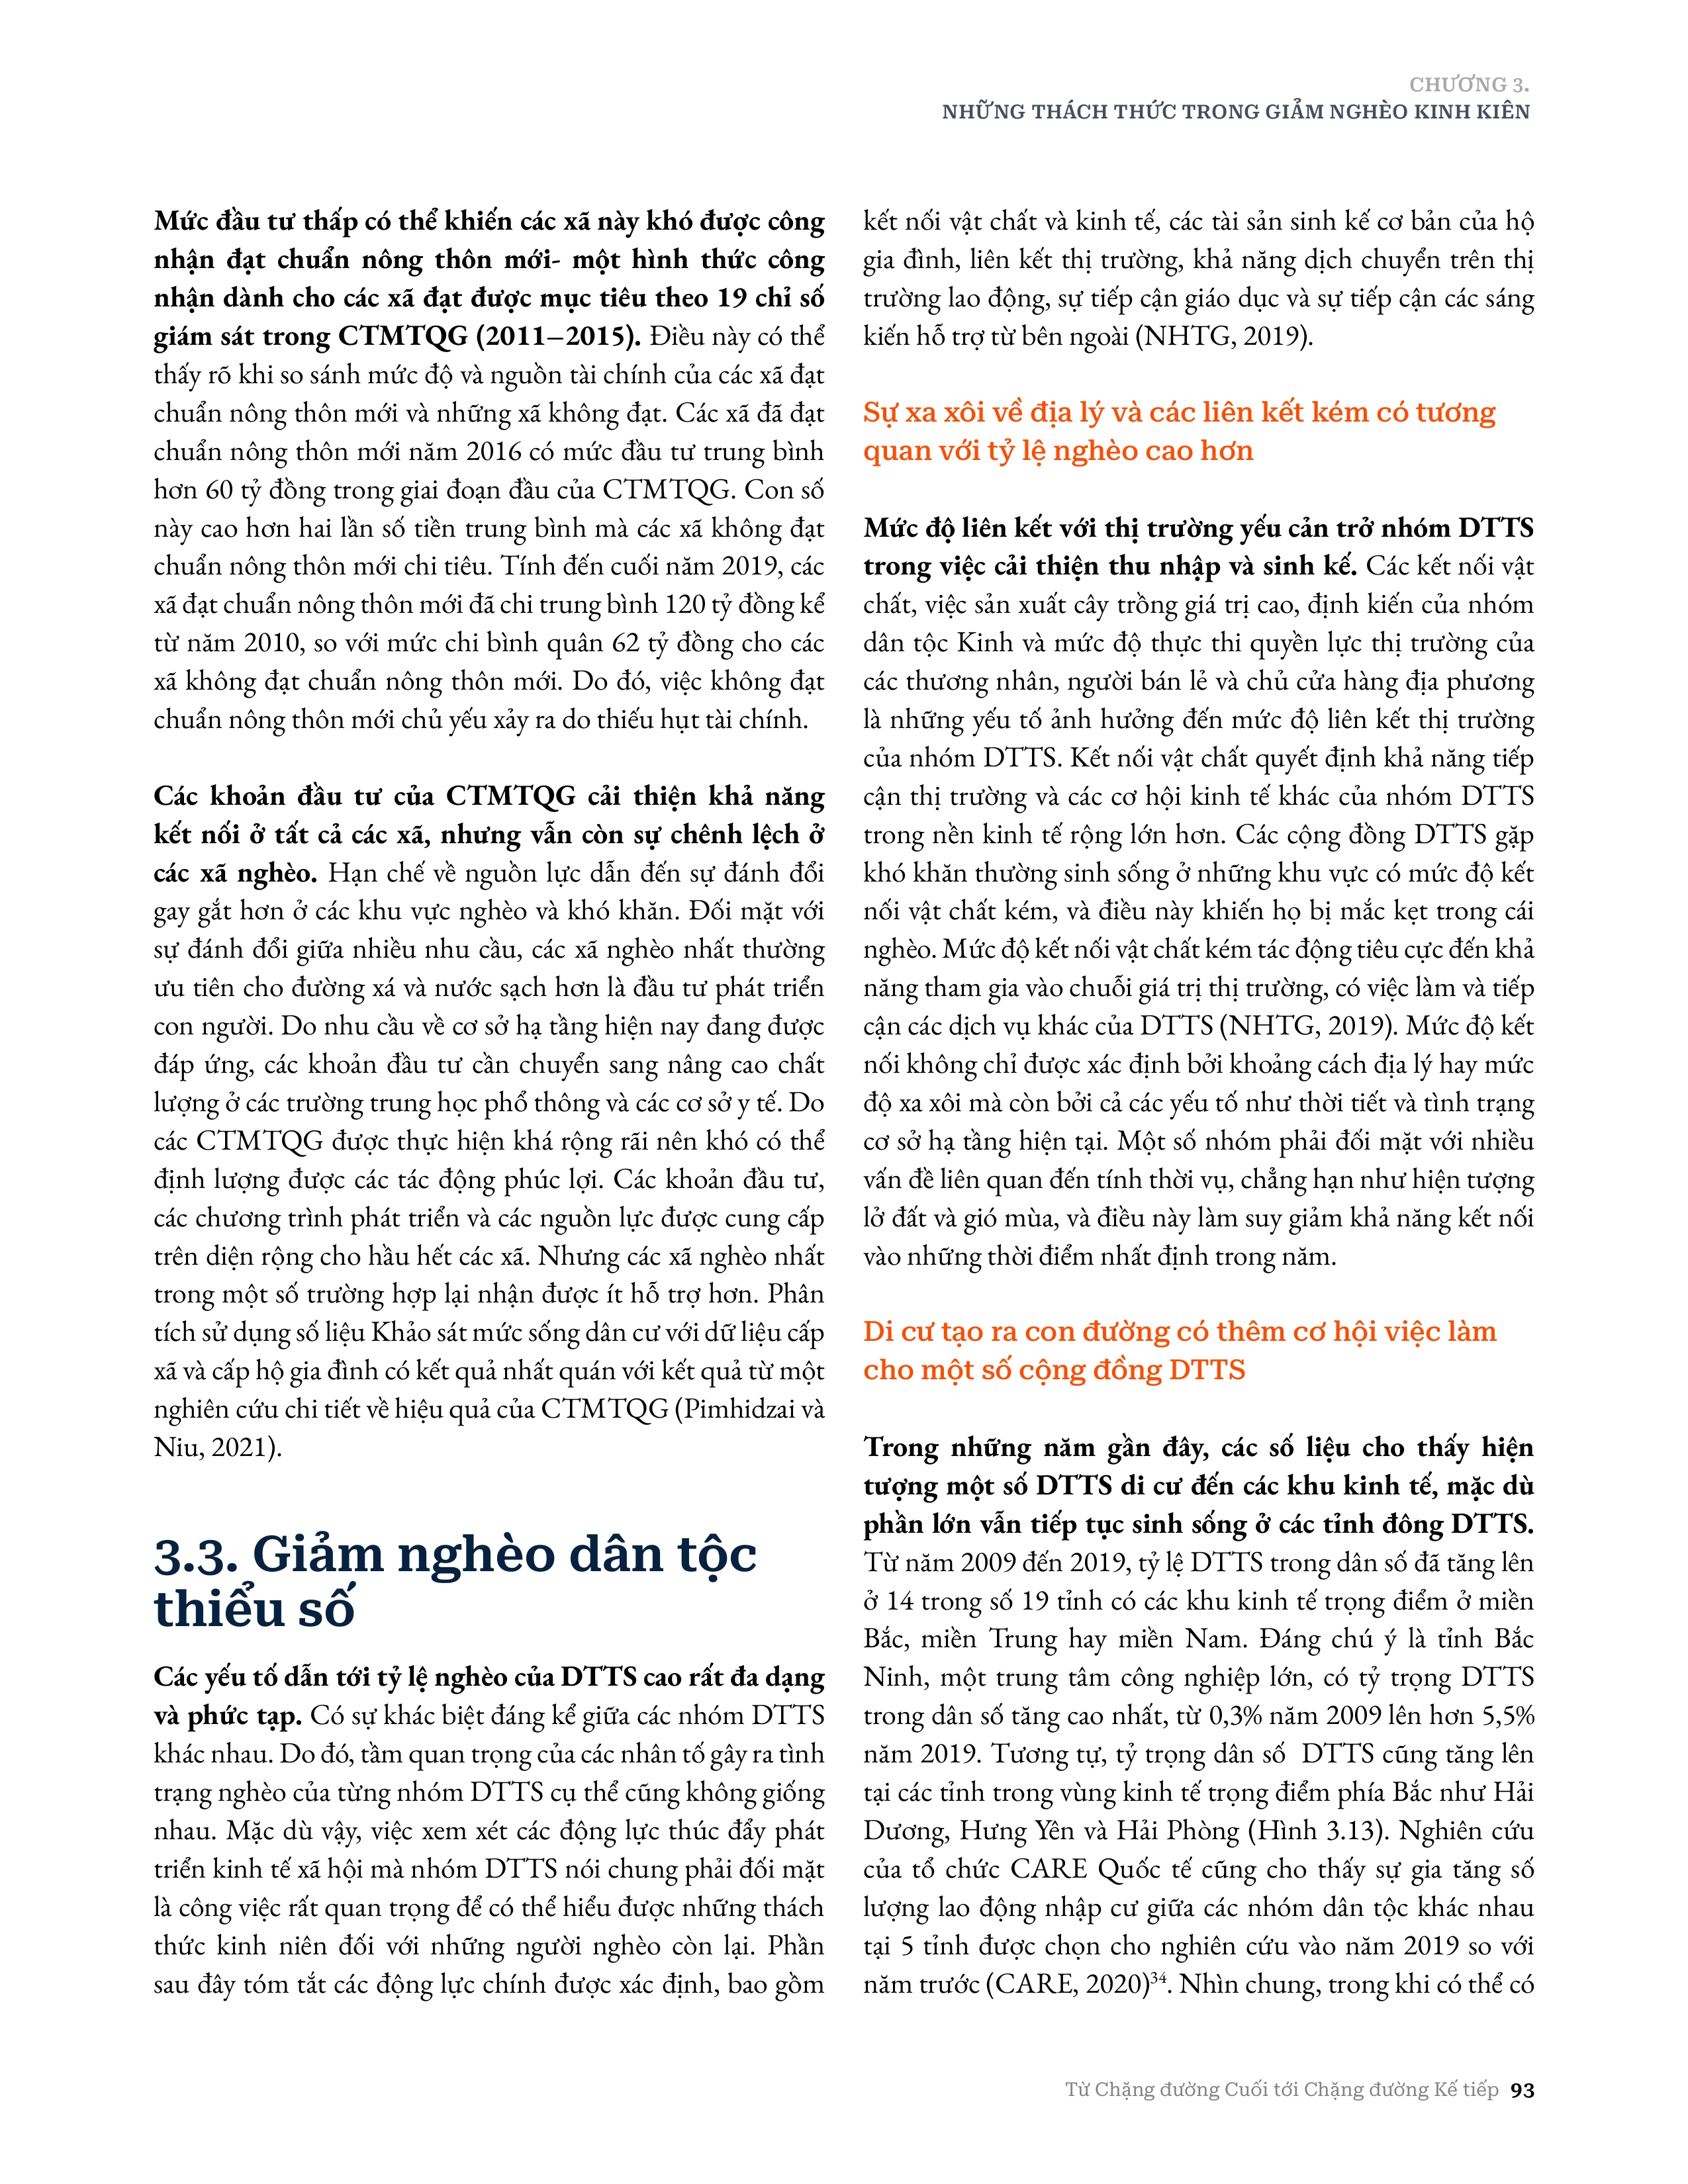 CHƯƠNG 3.
NHỮNG THÁCH THỨC TRONG GIẢM NGHÈO KINH KIÊN
Mức đầu tư thấp có thể khiến các xã này khó được công
nhận đạt chuẩn nông thôn mới- một hình thức công
nhận dành cho các xã đạt được mục tiêu theo 19 chỉ số
giám sát trong CTMTQG (2011–2015). Điều này có thể
thấy rõ khi so sánh mức độ và nguồn tài chính của các xã đạt
chuẩn nông thôn mới và những xã không đạt. Các xã đã đạt
chuẩn nông thôn mới năm 2016 có mức đầu tư trung bình
hơn 60 tỷ đồng trong giai đoạn đầu của CTMTQG. Con số
này cao hơn hai lần số tiền trung bình mà các xã không đạt
chuẩn nông thôn mới chi tiêu. Tính đến cuối năm 2019, các
xã đạt chuẩn nông thôn mới đã chi trung bình 120 tỷ đồng kể
từ năm 2010, so với mức chi bình quân 62 tỷ đồng cho các
xã không đạt chuẩn nông thôn mới. Do đó, việc không đạt
chuẩn nông thôn mới chủ yếu xảy ra do thiếu hụt tài chính.
Các khoản đầu tư của CTMTQG cải thiện khả năng
kết nối ở tất cả các xã, nhưng vẫn còn sự chênh lệch ở
các xã nghèo. Hạn chế về nguồn lực dẫn đến sự đánh đổi
gay gắt hơn ở các khu vực nghèo và khó khăn. Đối mặt với
sự đánh đổi giữa nhiều nhu cầu, các xã nghèo nhất thường
ưu tiên cho đường xá và nước sạch hơn là đầu tư phát triển
con người. Do nhu cầu về cơ sở hạ tầng hiện nay đang được
đáp ứng, các khoản đầu tư cần chuyển sang nâng cao chất
lượng ở các trường trung học phổ thông và các cơ sở y tế. Do
các CTMTQG được thực hiện khá rộng rãi nên khó có thể
định lượng được các tác động phúc lợi. Các khoản đầu tư,
các chương trình phát triển và các nguồn lực được cung cấp
trên diện rộng cho hầu hết các xã. Nhưng các xã nghèo nhất
trong một số trường hợp lại nhận được ít hỗ trợ hơn. Phân
tích sử dụng số liệu Khảo sát mức sống dân cư với dữ liệu cấp
xã và cấp hộ gia đình có kết quả nhất quán với kết quả từ một
nghiên cứu chi tiết về hiệu quả của CTMTQG (Pimhidzai và
Niu, 2021).
3.3. Giảm nghèo dân tộc
thiểu số
Các yếu tố dẫn tới tỷ lệ nghèo của DTTS cao rất đa dạng
và phức tạp. Có sự khác biệt đáng kể giữa các nhóm DTTS
khác nhau. Do đó, tầm quan trọng của các nhân tố gây ra tình
trạng nghèo của từng nhóm DTTS cụ thể cũng không giống
nhau. Mặc dù vậy, việc xem xét các động lực thúc đẩy phát
triển kinh tế xã hội mà nhóm DTTS nói chung phải đối mặt
là công việc rất quan trọng để có thể hiểu được những thách
thức kinh niên đối với những người nghèo còn lại. Phần
sau đây tóm tắt các động lực chính được xác định, bao gồm
kết nối vật chất và kinh tế, các tài sản sinh kế cơ bản của hộ
gia đình, liên kết thị trường, khả năng dịch chuyển trên thị
trường lao động, sự tiếp cận giáo dục và sự tiếp cận các sáng
kiến hỗ trợ từ bên ngoài (NHTG, 2019).
Sự xa xôi về địa lý và các liên kết kém có tương
quan với tỷ lệ nghèo cao hơn
Mức độ liên kết với thị trường yếu cản trở nhóm DTTS
trong việc cải thiện thu nhập và sinh kế. Các kết nối vật
chất, việc sản xuất cây trồng giá trị cao, định kiến của nhóm
dân tộc Kinh và mức độ thực thi quyền lực thị trường của
các thương nhân, người bán lẻ và chủ cửa hàng địa phương
là những yếu tố ảnh hưởng đến mức độ liên kết thị trường
của nhóm DTTS. Kết nối vật chất quyết định khả năng tiếp
cận thị trường và các cơ hội kinh tế khác của nhóm DTTS
trong nền kinh tế rộng lớn hơn. Các cộng đồng DTTS gặp
khó khăn thường sinh sống ở những khu vực có mức độ kết
nối vật chất kém, và điều này khiến họ bị mắc kẹt trong cái
nghèo. Mức độ kết nối vật chất kém tác động tiêu cực đến khả
năng tham gia vào chuỗi giá trị thị trường, có việc làm và tiếp
cận các dịch vụ khác của DTTS (NHTG, 2019). Mức độ kết
nối không chỉ được xác định bởi khoảng cách địa lý hay mức
độ xa xôi mà còn bởi cả các yếu tố như thời tiết và tình trạng
cơ sở hạ tầng hiện tại. Một số nhóm phải đối mặt với nhiều
vấn đề liên quan đến tính thời vụ, chẳng hạn như hiện tượng
lở đất và gió mùa, và điều này làm suy giảm khả năng kết nối
vào những thời điểm nhất định trong năm.
Di cư tạo ra con đường có thêm cơ hội việc làm
cho một số cộng đồng DTTS
Trong những năm gần đây, các số liệu cho thấy hiện
tượng một số DTTS di cư đến các khu kinh tế, mặc dù
phần lớn vẫn tiếp tục sinh sống ở các tỉnh đông DTTS.
Từ năm 2009 đến 2019, tỷ lệ DTTS trong dân số đã tăng lên
ở 14 trong số 19 tỉnh có các khu kinh tế trọng điểm ở miền
Bắc, miền Trung hay miền Nam. Đáng chú ý là tỉnh Bắc
Ninh, một trung tâm công nghiệp lớn, có tỷ trọng DTTS
trong dân số tăng cao nhất, từ 0,3% năm 2009 lên hơn 5,5%
năm 2019. Tương tự, tỷ trọng dân số DTTS cũng tăng lên
tại các tỉnh trong vùng kinh tế trọng điểm phía Bắc như Hải
Dương, Hưng Yên và Hải Phòng (Hình 3.13). Nghiên cứu
của tổ chức CARE Quốc tế cũng cho thấy sự gia tăng số
lượng lao động nhập cư giữa các nhóm dân tộc khác nhau
tại 5 tỉnh được chọn cho nghiên cứu vào năm 2019 so với
năm trước (CARE, 2020)³⁴. Nhìn chung, trong khi có thể có
Từ Chặng đường Cuối tới Chặng đường Kế tiếp 93